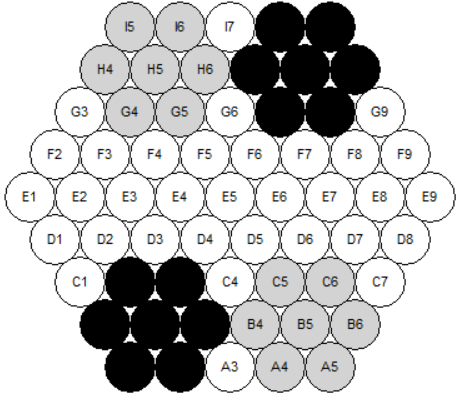 I5 I6 I7
H4 H5 H6
G3 G4 G5 G6 G9
F2 F3 F4 F5 F6 F7 F8 F9
E1 E2 E3 E4 E5 E6 E7 E8 E9
D1 D2 D3 D4 D5 D6 D7 D8
C1 C4 C5 C6 C7
B4 B5 B6
A3 A4 A5